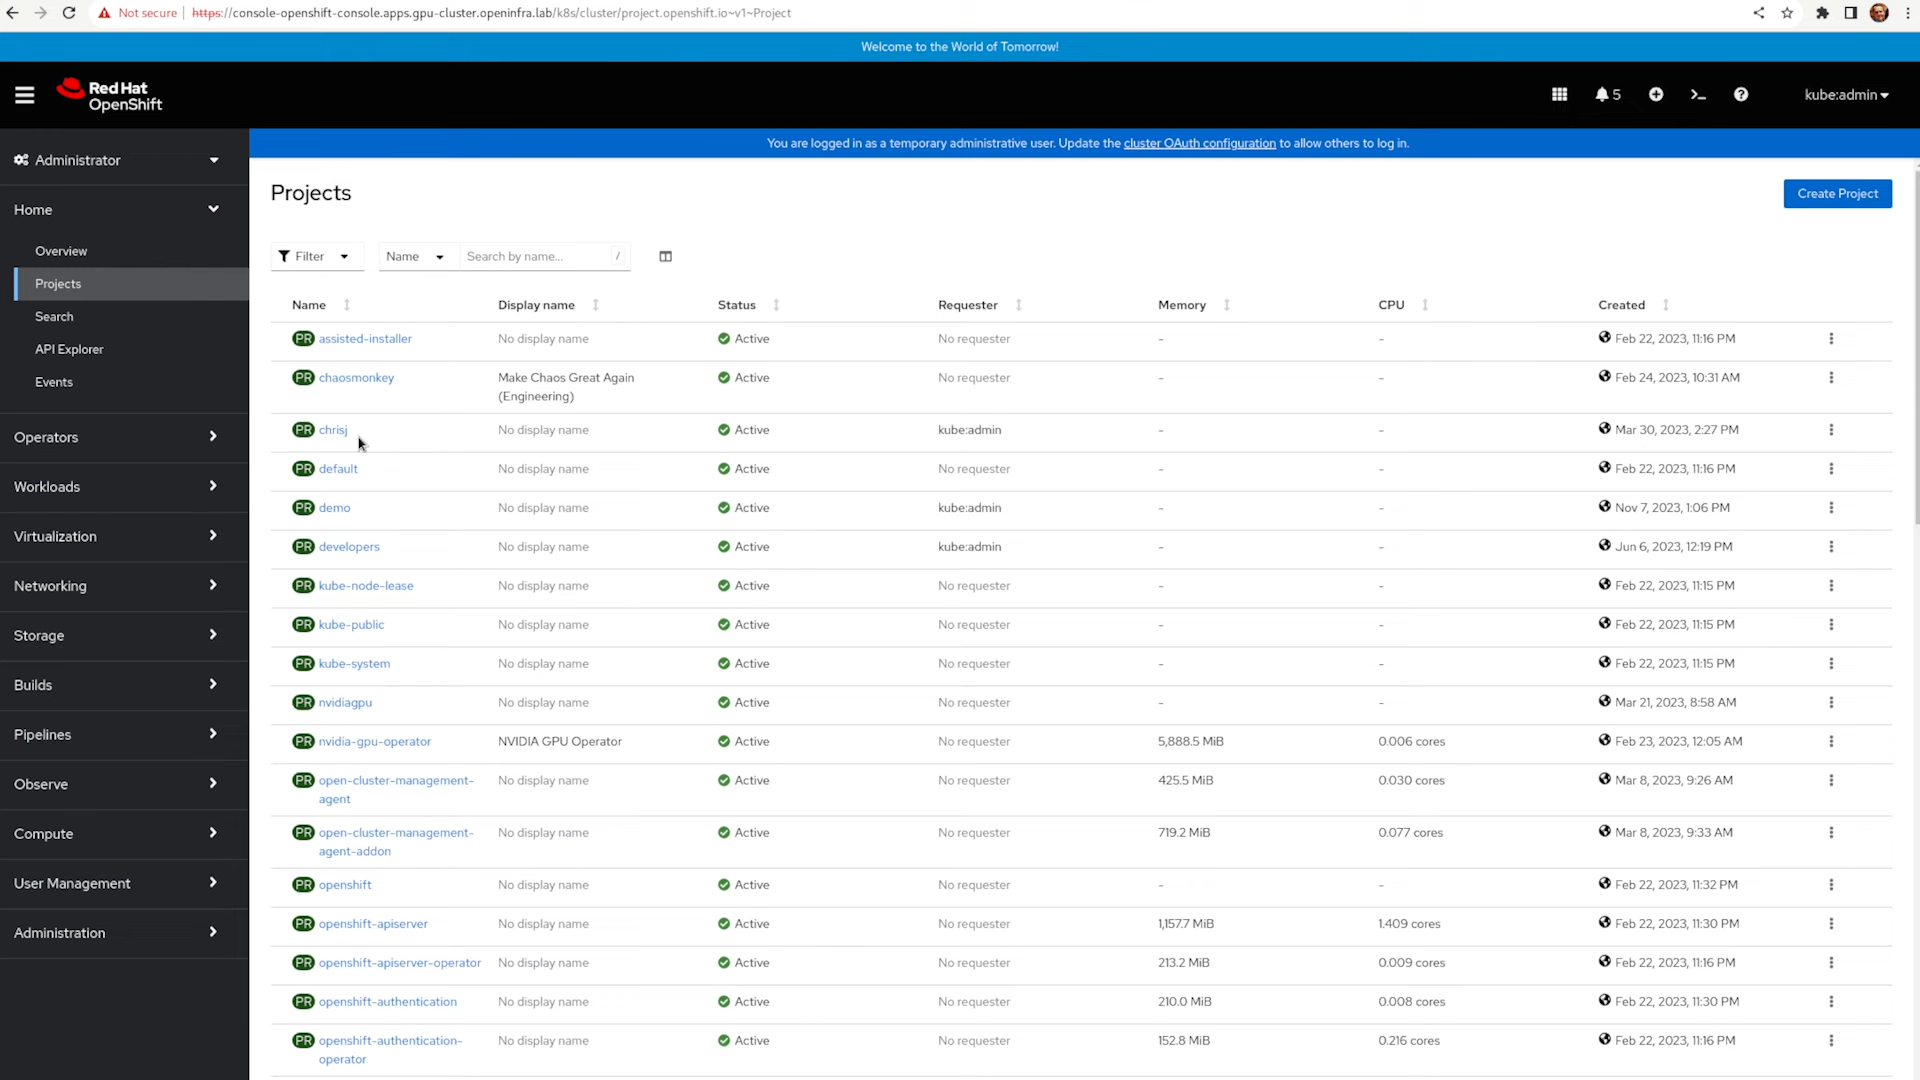 Not secure https://console-openshift-console.apps.gpu-cluster.openinfra.lab/k8s/cluster/project.openshift.io~v1~Project
Welcome to the World of Tomorrow!
Red Hat
OpenShift
5
kube:admin
You are logged in as a temporary administrative user. Update the cluster OAuth configuration to allow others to log in.
Administrator
Home
Overview
Projects
Search
API Explorer
Events
Operators
Workloads
Virtualization
Networking
Storage
Builds
Pipelines
Observe
Compute
User Management
Administration
Projects
Create Project
Filter Name Search by name... /
Name Display name Status Requester Memory CPU Created
PR assisted-installer No display name Active No requester - - Feb 22, 2023, 11:16 PM
PR chaosmonkey Make Chaos Great Again Active No requester - - Feb 24, 2023, 10:31 AM
(Engineering)
PR chrisj No display name Active kube:admin - - Mar 30, 2023, 2:27 PM
PR default No display name Active No requester - - Feb 22, 2023, 11:16 PM
PR demo No display name Active kube:admin - - Nov 7, 2023, 1:06 PM
PR developers No display name Active kube:admin - - Jun 6, 2023, 12:19 PM
PR kube-node-lease No display name Active No requester - - Feb 22, 2023, 11:15 PM
PR kube-public No display name Active No requester - - Feb 22, 2023, 11:15 PM
PR kube-system No display name Active No requester - - Feb 22, 2023, 11:15 PM
PR nvidiagpu No display name Active No requester - - Mar 21, 2023, 8:58 AM
PR nvidia-gpu-operator NVIDIA GPU Operator Active No requester 5,888.5 MiB 0.006 cores Feb 23, 2023, 12:05 AM
PR open-cluster-management- No display name Active No requester 425.5 MiB 0.030 cores Mar 8, 2023, 9:26 AM
agent
PR open-cluster-management- No display name Active No requester 719.2 MiB 0.077 cores Mar 8, 2023, 9:33 AM
agent-addon
PR openshift No display name Active No requester - - Feb 22, 2023, 11:32 PM
PR openshift-apiserver No display name Active No requester 1,157.7 MiB 1.409 cores Feb 22, 2023, 11:30 PM
PR openshift-apiserver-operator No display name Active No requester 213.2 MiB 0.009 cores Feb 22, 2023, 11:16 PM
PR openshift-authentication No display name Active No requester 210.0 MiB 0.008 cores Feb 22, 2023, 11:30 PM
PR openshift-authentication- No display name Active No requester 152.8 MiB 0.216 cores Feb 22, 2023, 11:16 PM
operator